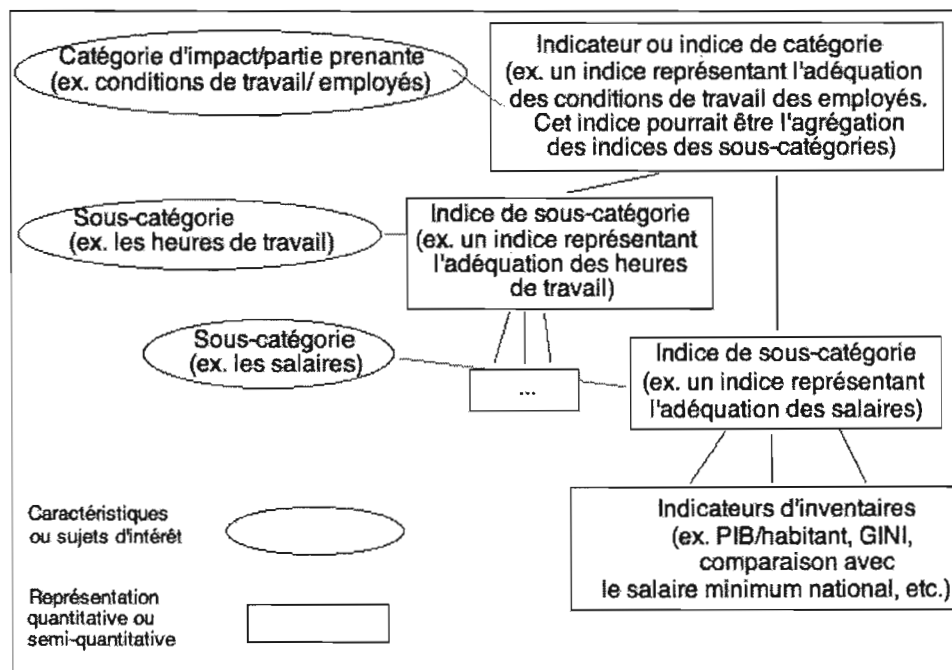 Catégorie d'impact/partie prenante
(ex. conditions de travail/ employés)
Indicateur ou indice de catégorie
(ex. un indice représentant l'adéquation
des conditions de travail des employés.
Cet indice pourrait être l'agrégation
des indices des sous-catégories)
Sous-catégorie
(ex. les heures de travail)
Indice de sous-catégorie
(ex. un indice représentant
l'adéquation des heures
de travail)
Sous-catégorie
(ex. les salaires)
...
Indice de sous-catégorie
(ex. un indice représentant
l'adéquation des salaires)
Indicateurs d'inventaires
(ex. PIB/habitant, GINI,
comparaison avec
le salaire minimum national, etc.)
Caractéristiques
ou sujets d'intérêt
Représentation
quantitative ou
semi-quantitative